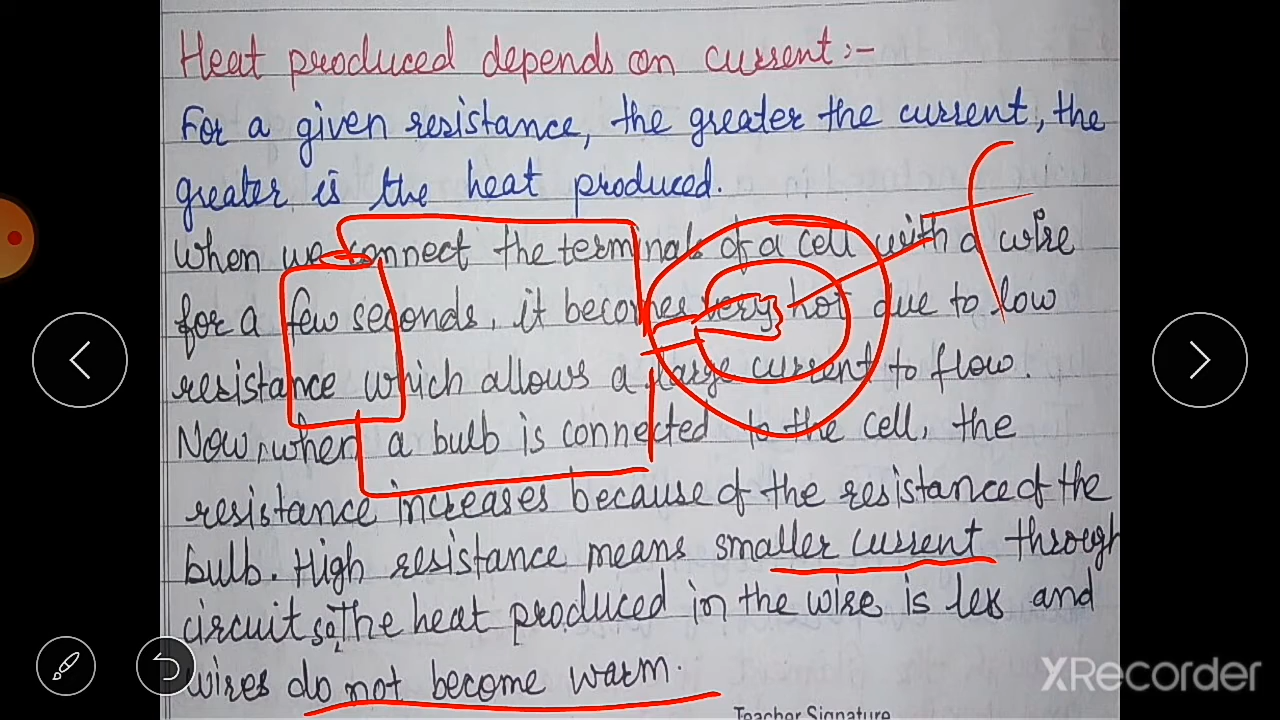 Heat produced depends on current:-
For a given resistance, the greater the current, the
greater is the heat produced.
When we connect the terminals of a cell with a wire
for a few seconds, it becomes very hot due to low
resistance which allows a large current to flow.
Now, when a bulb is connected to the cell, the
resistance increases because of the resistance of the
bulb. High resistance means smaller current through
circuit so, The heat produced in the wire is less and
wires do not become warm.
Teacher Signature
XRecorder